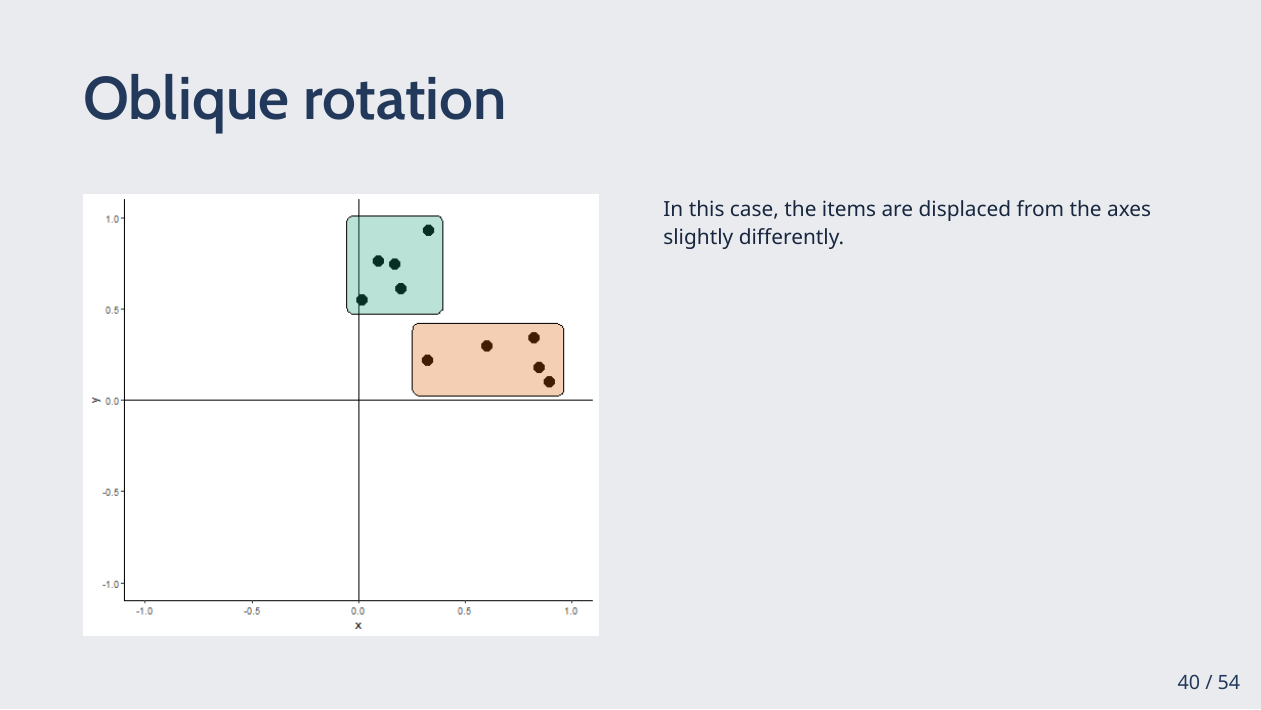 Oblique rotation
In this case, the items are displaced from the axes
slightly differently.
1.0
0.5
0.0
-0.5
-1.0
y
-1.0
-0.5
0.0
0.5
1.0
x
40 / 54